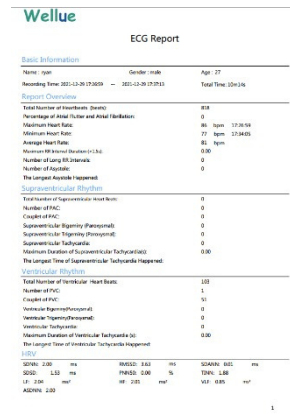 Wellue
ECG Report
Basic Information
Name : ryan Gender : male Age : 27
Recording Time: 2021-12-29 17:26:59 — 2021-12-29 17:37:13 Total Time: 10m14s
Report Overview
Total Number of Heartbeats (beats): 818
Percentage of Atrial Flutter and Atrial Fibrillation: 0
Maximum Heart Rate: 86 bpm 17:26:59
Minimum Heart Rate: 77 bpm 17:34:05
Average Heart Rate: 81 bpm
Maximum RR Interval Duration (>1.5s): 0.00
Number of Long RR Intervals: 0
Number of Asystole: 0
The Longest Asystole Happened:
Supraventricular Rhythm
Total Number of Supraventricular Heart Beats: 0
Number of PAC: 0
Couplet of PAC: 0
Supraventricular Bigeminy (Paroxysmal): 0
Supraventricular Trigeminy (Paroxysmal): 0
Supraventricular Tachycardia: 0
Maximum Duration of Supraventricular Tachycardia(s): 0.00
The Longest Time of Supraventricular Tachycardia Happened:
Ventricular Rhythm
Total Number of Ventricular Heart Beats: 103
Number of PVC: 1
Couplet of PVC: 51
Ventricular Bigeminy(Paroxysmal): 0
Ventricular Trigeminy(Paroxysmal): 0
Ventricular Tachycardia: 0
Maximum Duration of Ventricular Tachycardia (s): 0.00
The Longest Time of Ventricular Tachycardia Happened:
HRV
SDNN: 2.00 ms RMSSD: 3.62 ms SDANN: 0.01 ms
SDSD: 1.53 ms PNN50: 0.00 % TINN: 1.88
LF: 2.04 ms² HF: 2.01 ms² VLF: 0.85 ms²
ASDNN: 2.00
1